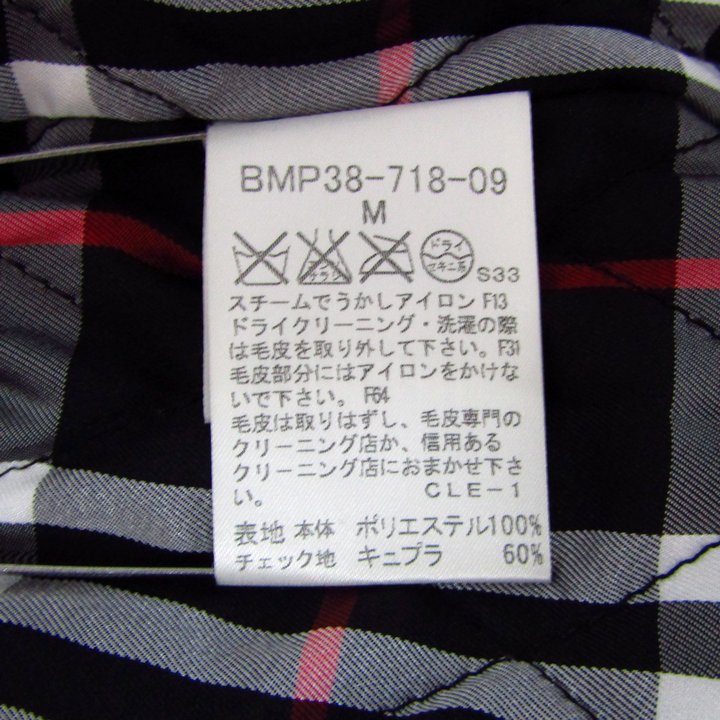 BMP38-718-09
M
エンソ
サラシ
ドライ
セキユ系
S33
スチームでうかしアイロン F13
ドライクリーニング・洗濯の際
は毛皮を取り外して下さい。F31
毛皮部分にはアイロンをかけな
いで下さい。 F64
毛皮は取りはずし、毛皮専門の
クリーニング店か、信用ある
クリーニング店におまかせ下さ
い。 CLE-1
表地 本体 ポリエステル100%
チェック地 キュプラ 60%